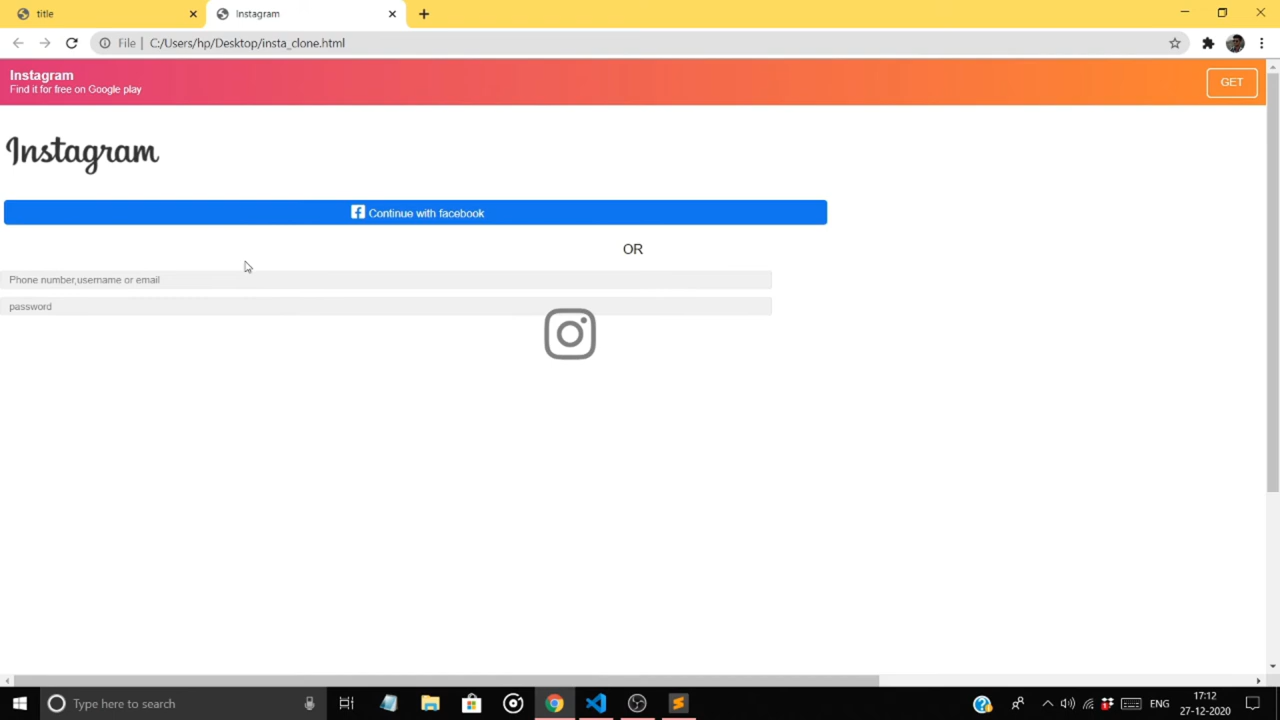 title
Instagram
File
C:/Users/hp/Desktop/insta_clone.html
Instagram
Find it for free on Google play
GET
Instagram
Continue with facebook
OR
Phone number,username or email
password
Type here to search
ENG
17:12
27-12-2020